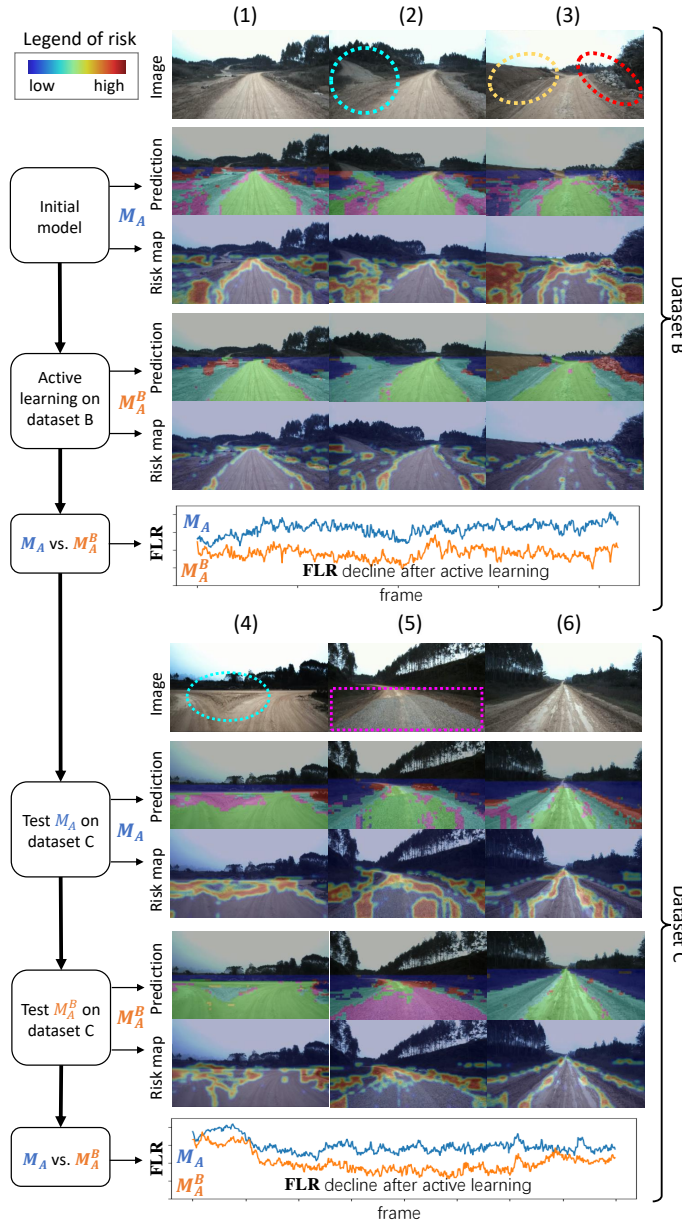 (1) (2) (3)
Legend of risk
low high
Image
Prediction
Initial model
M_A
Risk map
Dataset B
Prediction
Active learning on dataset B
M_A^B
Risk map
M_A vs. M_A^B
FLR
M_A
M_A^B
FLR decline after active learning
frame
(4) (5) (6)
Image
Prediction
Test M_A on dataset C
M_A
Risk map
Dataset C
Prediction
Test M_A^B on dataset C
M_A^B
Risk map
M_A vs. M_A^B
FLR
M_A
M_A^B
FLR decline after active learning
frame